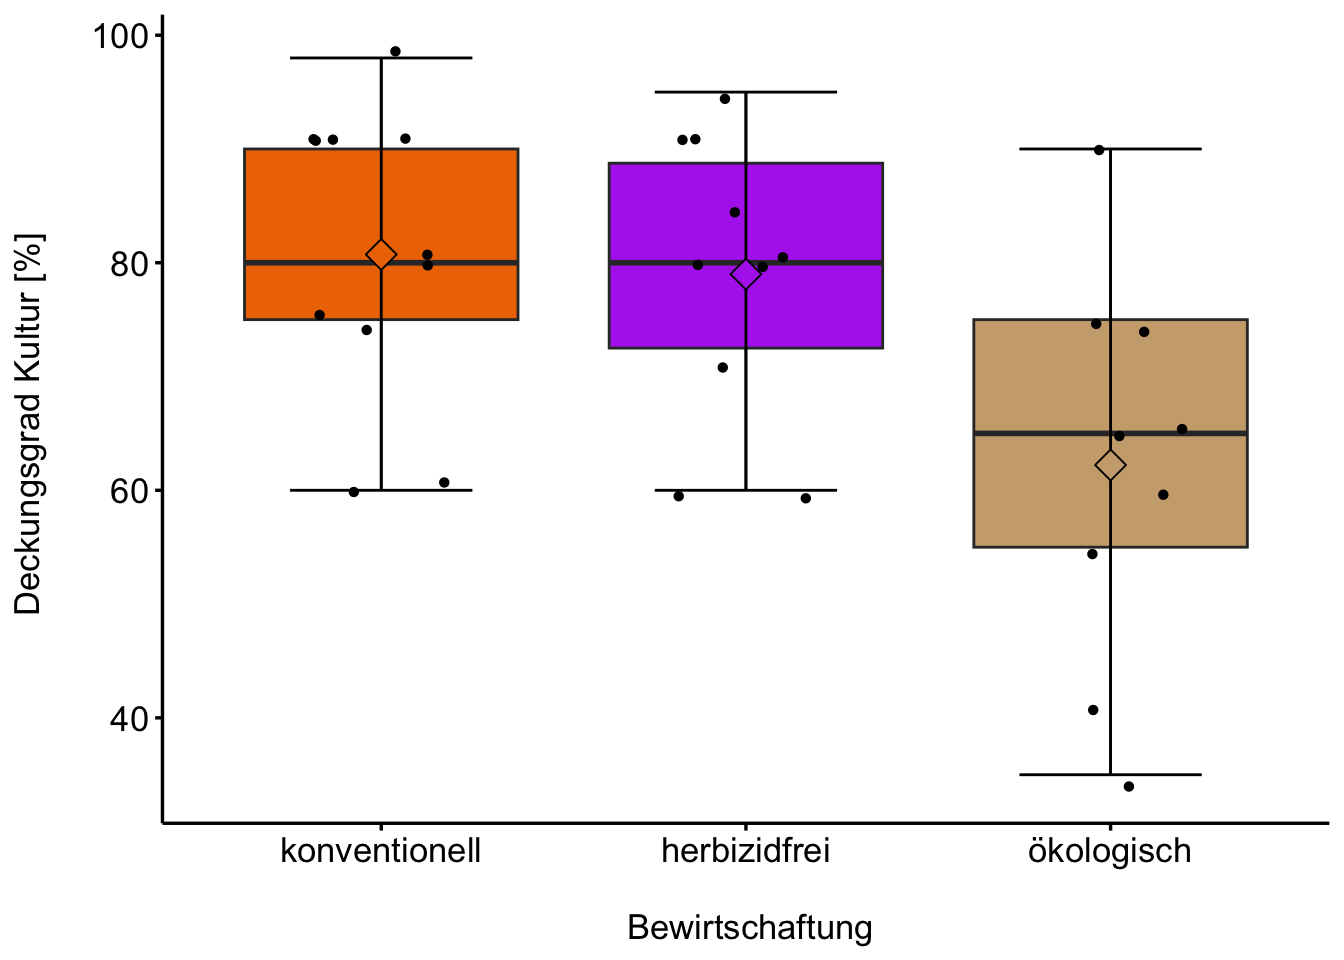 Deckungsgrad Kultur [%]
100
80
60
40
konventionell
herbizidfrei
ökologisch
Bewirtschaftung